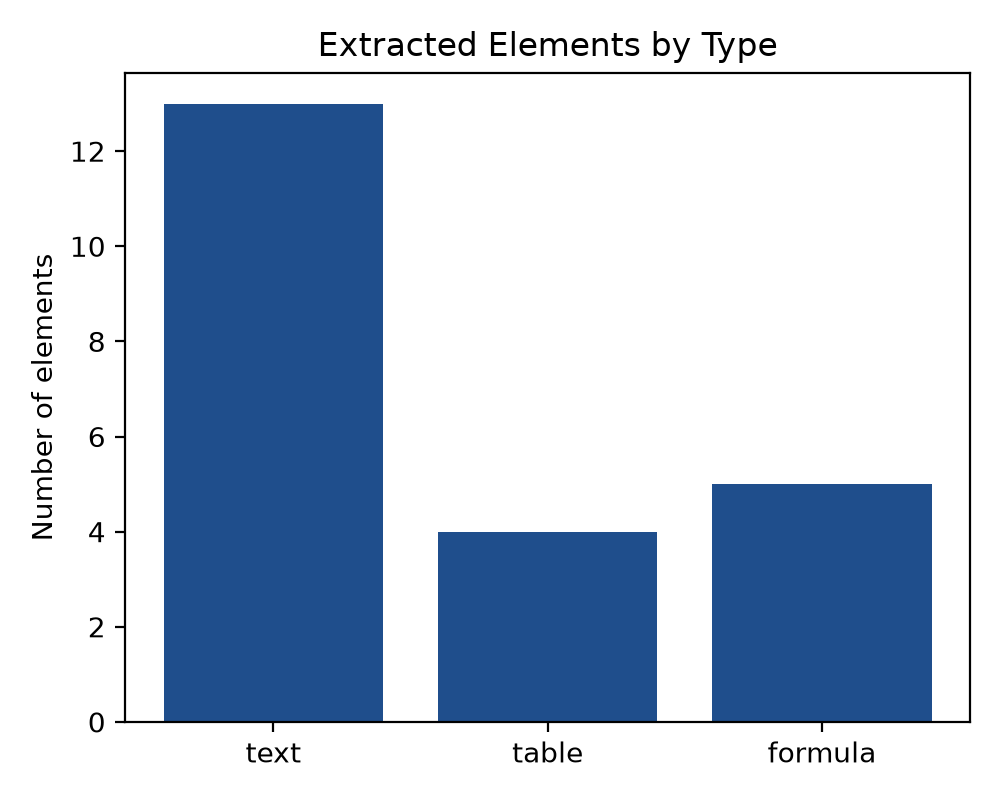 Extracted Elements by Type
Number of elements
12
10
8
6
4
2
0
text
table
formula